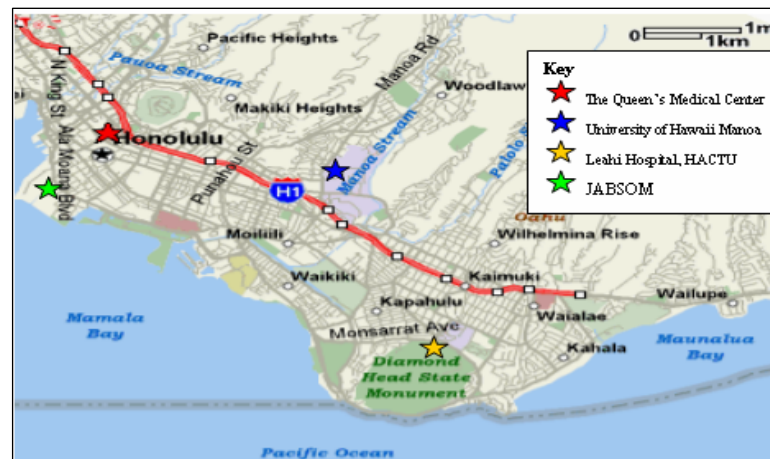 Pacific Heights
0 1m
1km
Manoa Rd
Pauoa Stream
Woodlaw
N King St
Makiki Heights
Key
The Queen's Medical Center
University of Hawaii Manoa
Leahi Hospital, HACTU
JABSOM
Honolulu
Ala Moana Blvd
Punahou St
Manoa Stream
Palolo
H1
Oahu
Moiliili
Wilhelmina Rise
Waikiki
Kaimuki
Kapahulu
Wailupe
Waialae
Mamala
Bay
Monsarrat Ave
Maunalua
Bay
Kahala
Diamond
Head State
Monument
Pacific Ocean